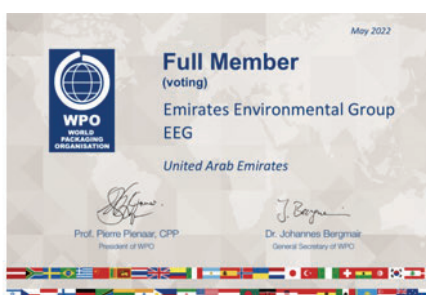 May 2022
Full Member
(voting)
Emirates Environmental Group
EEG
United Arab Emirates
WPO
WORLD
PACKAGING
ORGANISATION
Prof. Pierre Pienaar, CPP
President of WPO
Dr. Johannes Bergmair
General Secretary of WPO